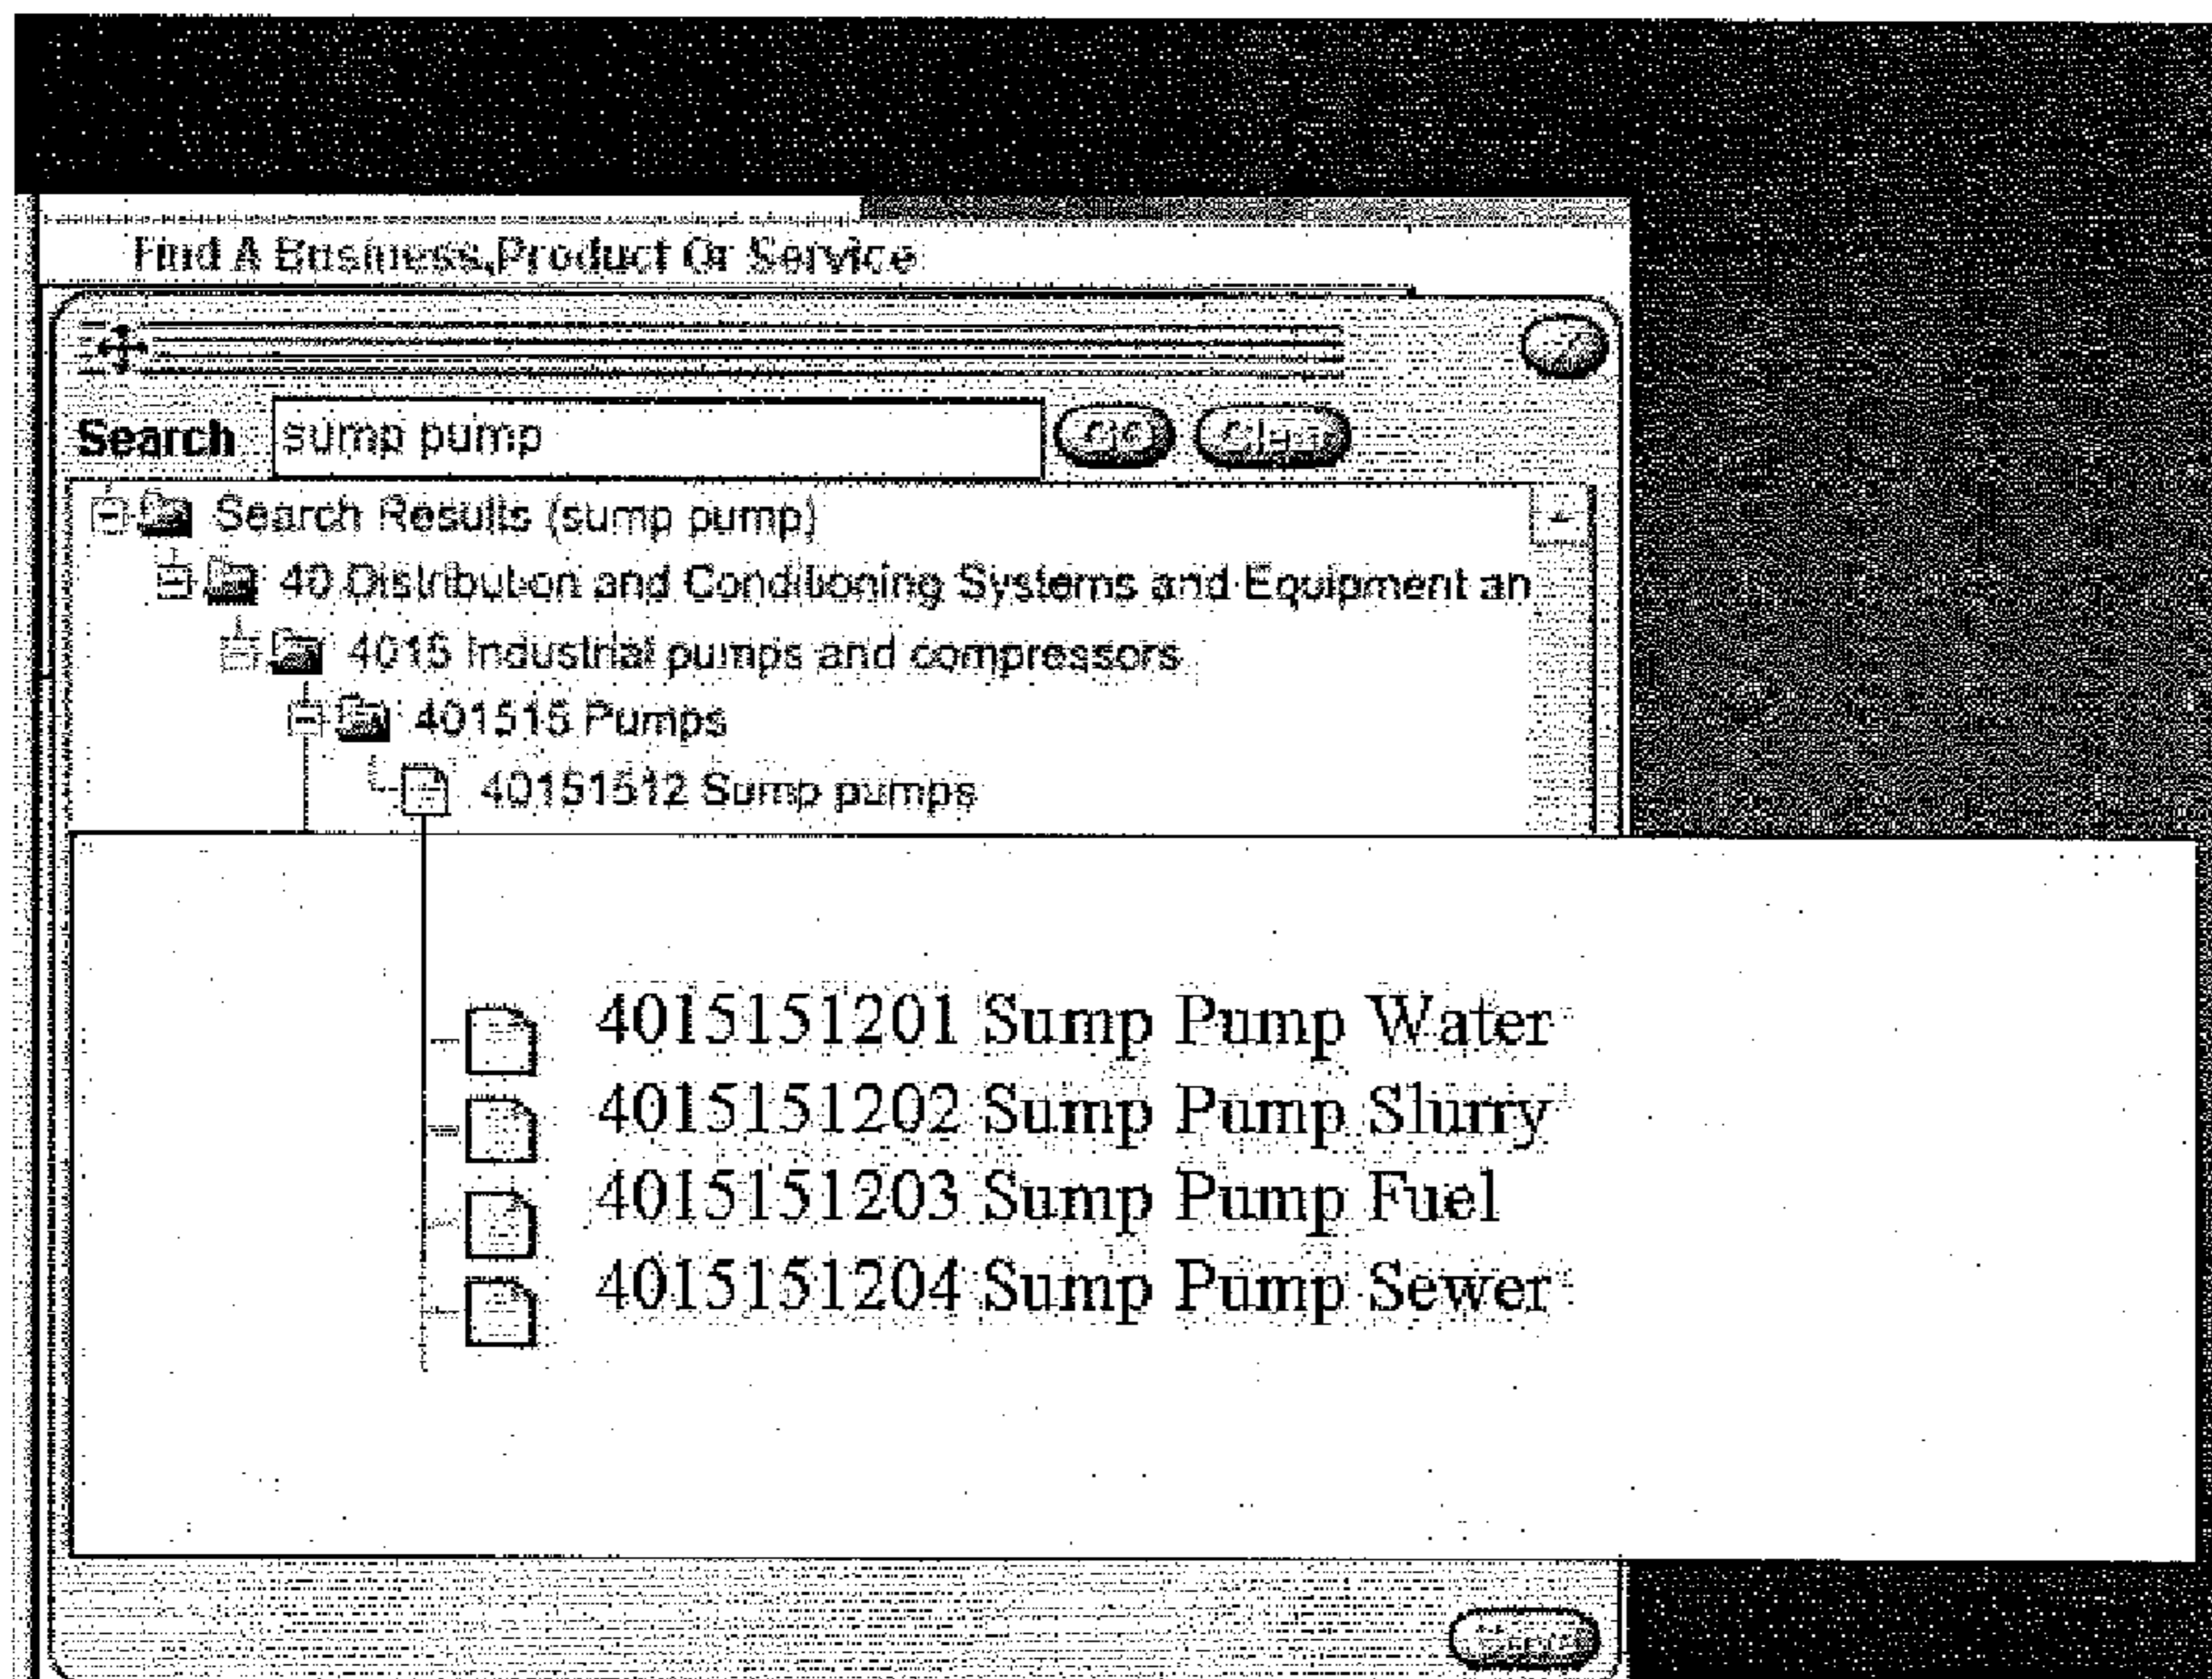 Find A Business,Product Or Service
Search sump pump GO Clear
Search Results (sump pump)
40 Distribution and Conditioning Systems and Equipment an
4015 Industrial pumps and compressors
401515 Pumps
40151512 Sump pumps
4015151201 Sump Pump Water
4015151202 Sump Pump Slurry
4015151203 Sump Pump Fuel
4015151204 Sump Pump Sewer